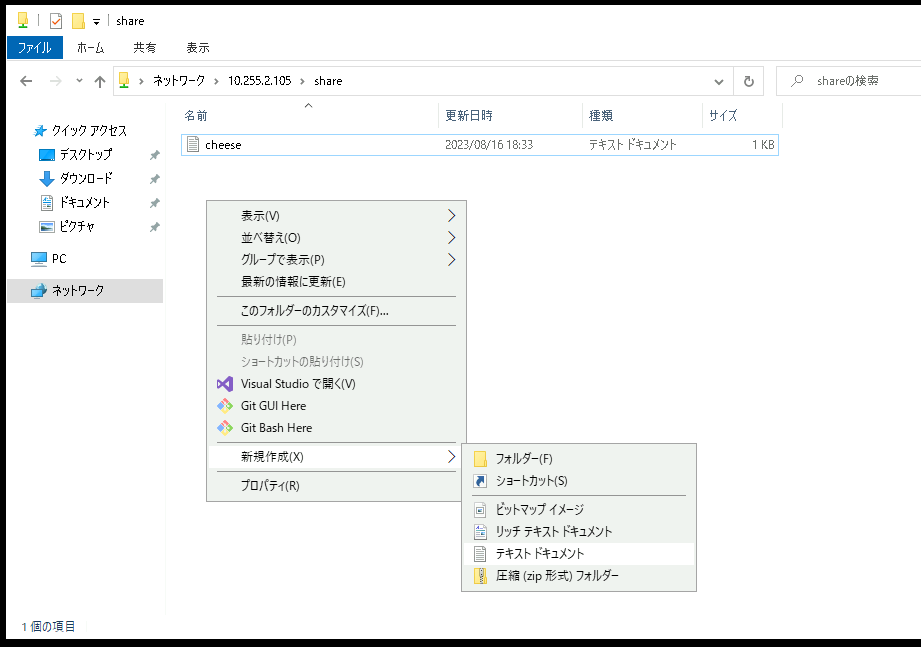 share
ファイル ホーム 共有 表示
ネットワーク 10.255.2.105 share shareの検索
名前 更新日時 種類 サイズ
cheese 2023/08/16 18:33 テキスト ドキュメント 1 KB
クイック アクセス
デスクトップ
ダウンロード
ドキュメント
ピクチャ
PC
ネットワーク
表示(V)
並べ替え(O)
グループで表示(P)
最新の情報に更新(E)
このフォルダーのカスタマイズ(F)...
貼り付け(P)
ショートカットの貼り付け(S)
Visual Studio で開く(V)
Git GUI Here
Git Bash Here
新規作成(X)
プロパティ(R)
フォルダー(F)
ショートカット(S)
ビットマップ イメージ
リッチ テキスト ドキュメント
テキスト ドキュメント
圧縮 (zip 形式) フォルダー
1 個の項目